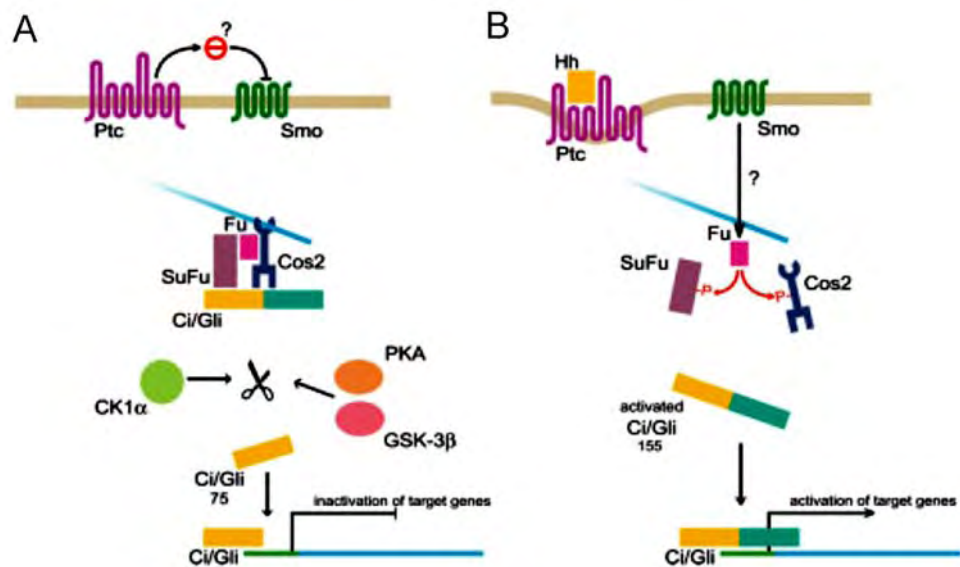 A
?
Ptc
Smo
Fu
Cos2
SuFu
Ci/Gli
CK1α
PKA
GSK-3β
Ci/Gli
75
inactivation of target genes
Ci/Gli
B
Hh
Ptc
Smo
?
Fu
SuFu
P
P
Cos2
activated
Ci/Gli
155
activation of target genes
Ci/Gli